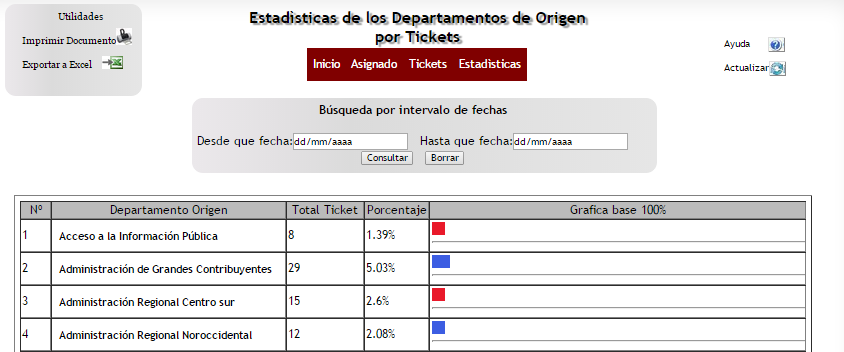 Utilidades
Imprimir Documento
Exportar a Excel
Estadisticas de los Departamentos de Origen
por Tickets
Inicio Asignado Tickets Estadisticas
Ayuda
Actualizar
Búsqueda por intervalo de fechas
Desde que fecha: dd/mm/aaaa Hasta que fecha: dd/mm/aaaa
Consultar Borrar
Nº Departamento Origen Total Ticket Porcentaje Grafica base 100%
1 Acceso a la Información Pública 8 1.39%
2 Administración de Grandes Contribuyentes 29 5.03%
3 Administración Regional Centro sur 15 2.6%
4 Administración Regional Noroccidental 12 2.08%